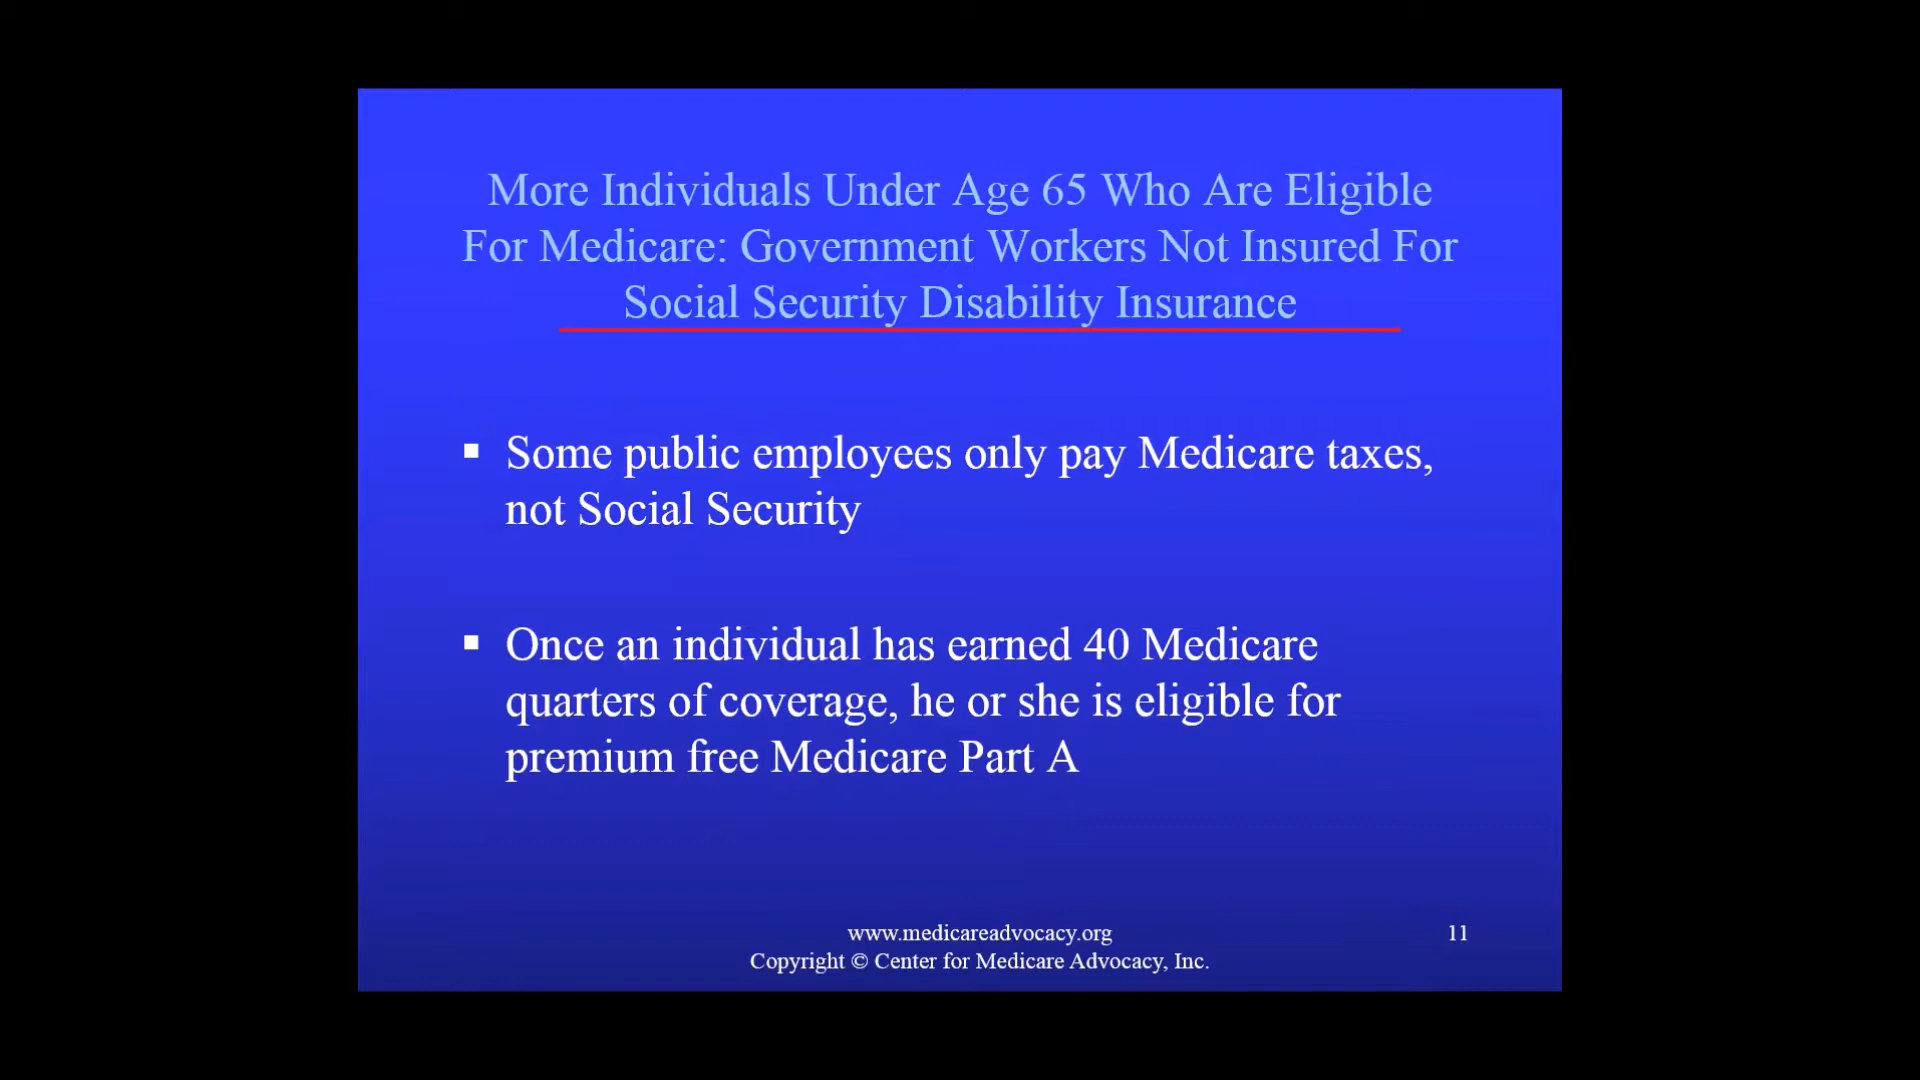 More Individuals Under Age 65 Who Are Eligible
For Medicare: Government Workers Not Insured For
Social Security Disability Insurance
▪ Some public employees only pay Medicare taxes,
not Social Security
▪ Once an individual has earned 40 Medicare
quarters of coverage, he or she is eligible for
premium free Medicare Part A
www.medicareadvocacy.org
Copyright © Center for Medicare Advocacy, Inc.
11